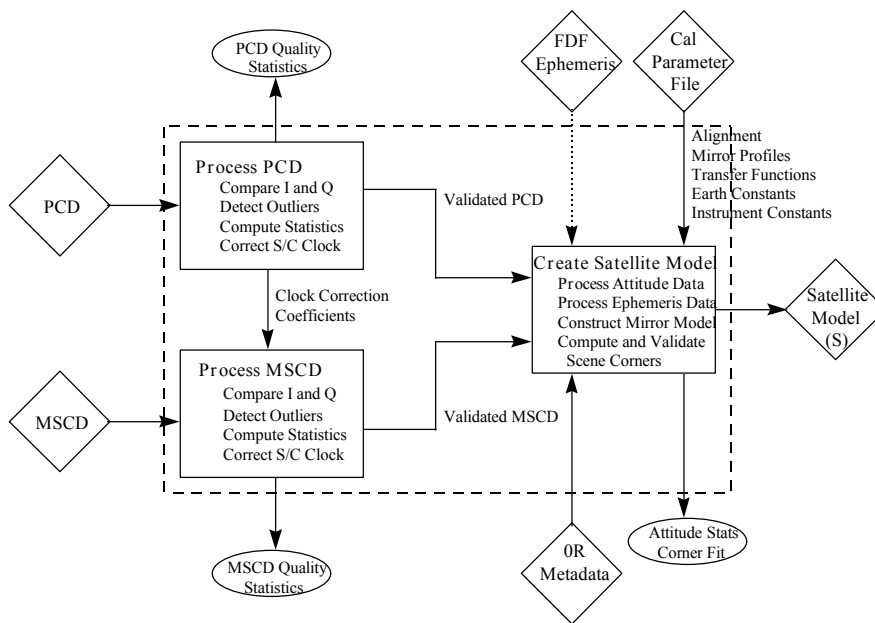 PCD Quality
Statistics
FDF
Ephemeris
Cal
Parameter
File
Alignment
Mirror Profiles
Transfer Functions
Earth Constants
Instrument Constants
PCD
Process PCD
Compare I and Q
Detect Outliers
Compute Statistics
Correct S/C Clock
Validated PCD
Clock Correction
Coefficients
Create Satellite Model
Process Attitude Data
Process Ephemeris Data
Construct Mirror Model
Compute and Validate
Scene Corners
Satellite
Model
(S)
MSCD
Process MSCD
Compare I and Q
Detect Outliers
Compute Statistics
Correct S/C Clock
Validated MSCD
MSCD Quality
Statistics
0R
Metadata
Attitude Stats
Corner Fit